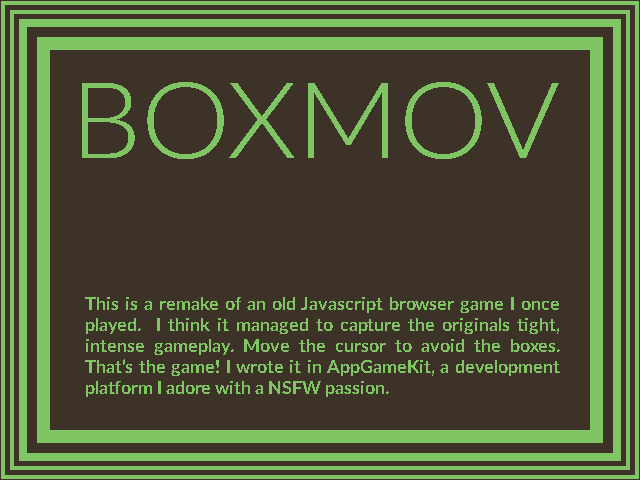 BOXMOV
This is a remake of an old Javascript browser game I once
played. I think it managed to capture the originals tight,
intense gameplay. Move the cursor to avoid the boxes.
That's the game! I wrote it in AppGameKit, a development
platform I adore with a NSFW passion.